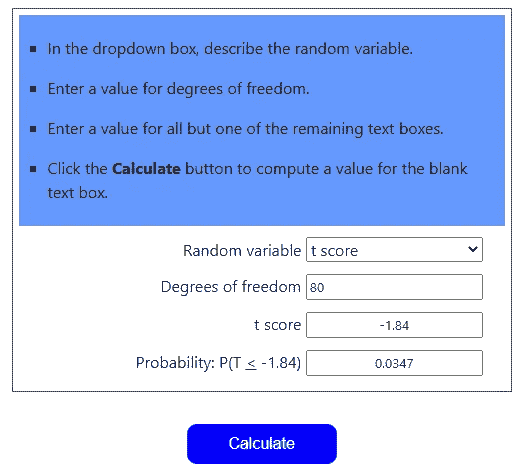 In the dropdown box, describe the random variable.
Enter a value for degrees of freedom.
Enter a value for all but one of the remaining text boxes.
Click the Calculate button to compute a value for the blank
text box.
Random variable t score
Degrees of freedom 80
t score -1.84
Probability: P(T ≤ -1.84) 0.0347
Calculate